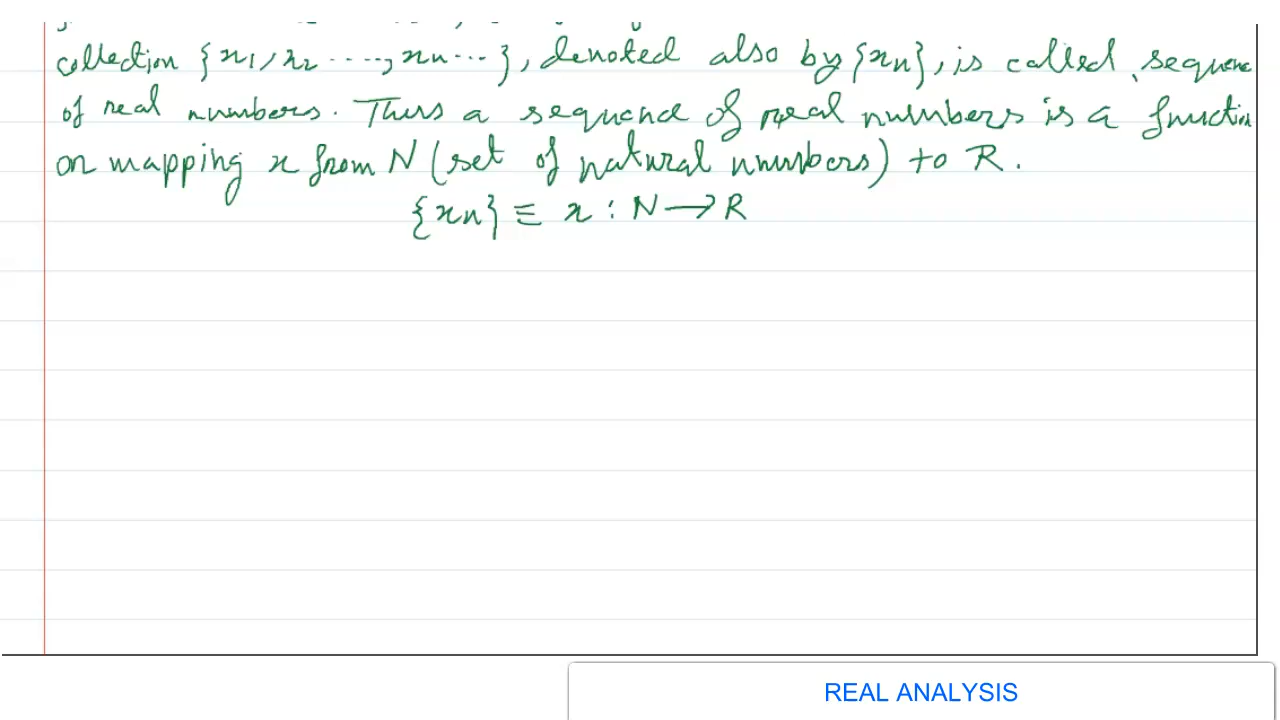 collection {x1, x2 ....., xn ...}, denoted also by {xn}, is called, sequence
of real numbers. Thus a sequence of real numbers is a function
or mapping x from N (set of natural numbers) to R.
{xn} ≡ x : N ⟶ R
REAL ANALYSIS